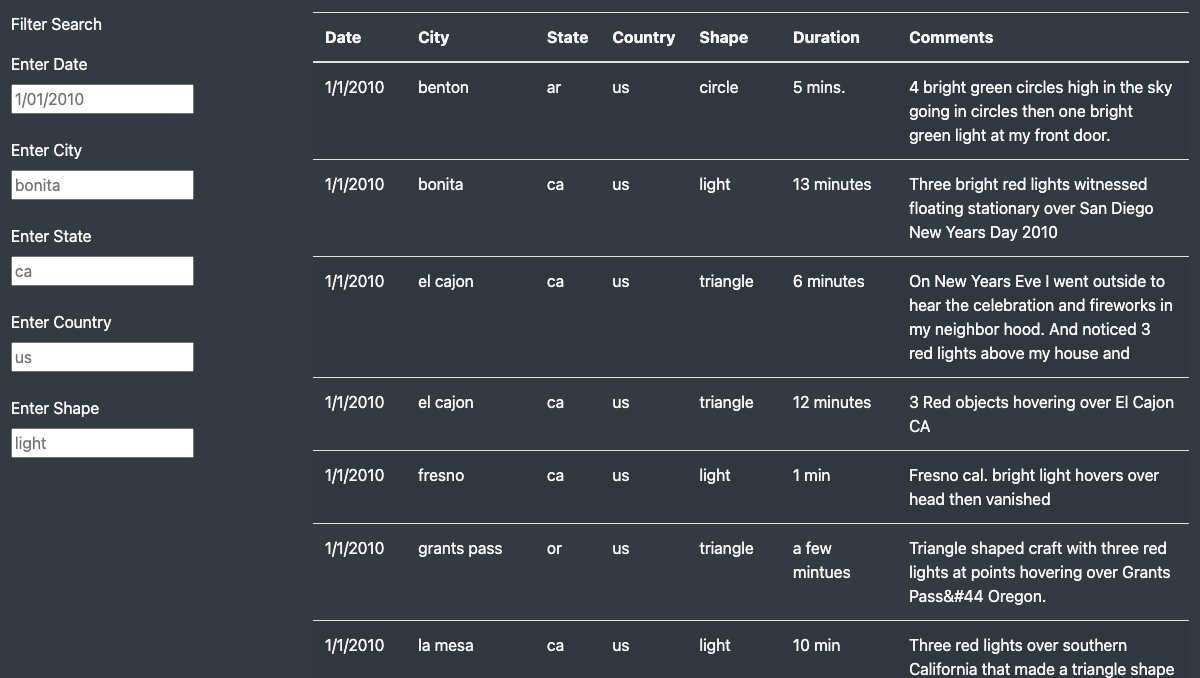 Filter Search
Enter Date
1/01/2010
Enter City
bonita
Enter State
ca
Enter Country
us
Enter Shape
light
Date City State Country Shape Duration Comments
1/1/2010 benton ar us circle 5 mins. 4 bright green circles high in the sky
going in circles then one bright
green light at my front door.
1/1/2010 bonita ca us light 13 minutes Three bright red lights witnessed
floating stationary over San Diego
New Years Day 2010
1/1/2010 el cajon ca us triangle 6 minutes On New Years Eve I went outside to
hear the celebration and fireworks in
my neighbor hood. And noticed 3
red lights above my house and
1/1/2010 el cajon ca us triangle 12 minutes 3 Red objects hovering over El Cajon
CA
1/1/2010 fresno ca us light 1 min Fresno cal. bright light hovers over
head then vanished
1/1/2010 grants pass or us triangle a few Triangle shaped craft with three red
mintues lights at points hovering over Grants
Pass&#44 Oregon.
1/1/2010 la mesa ca us light 10 min Three red lights over southern
California that made a triangle shape